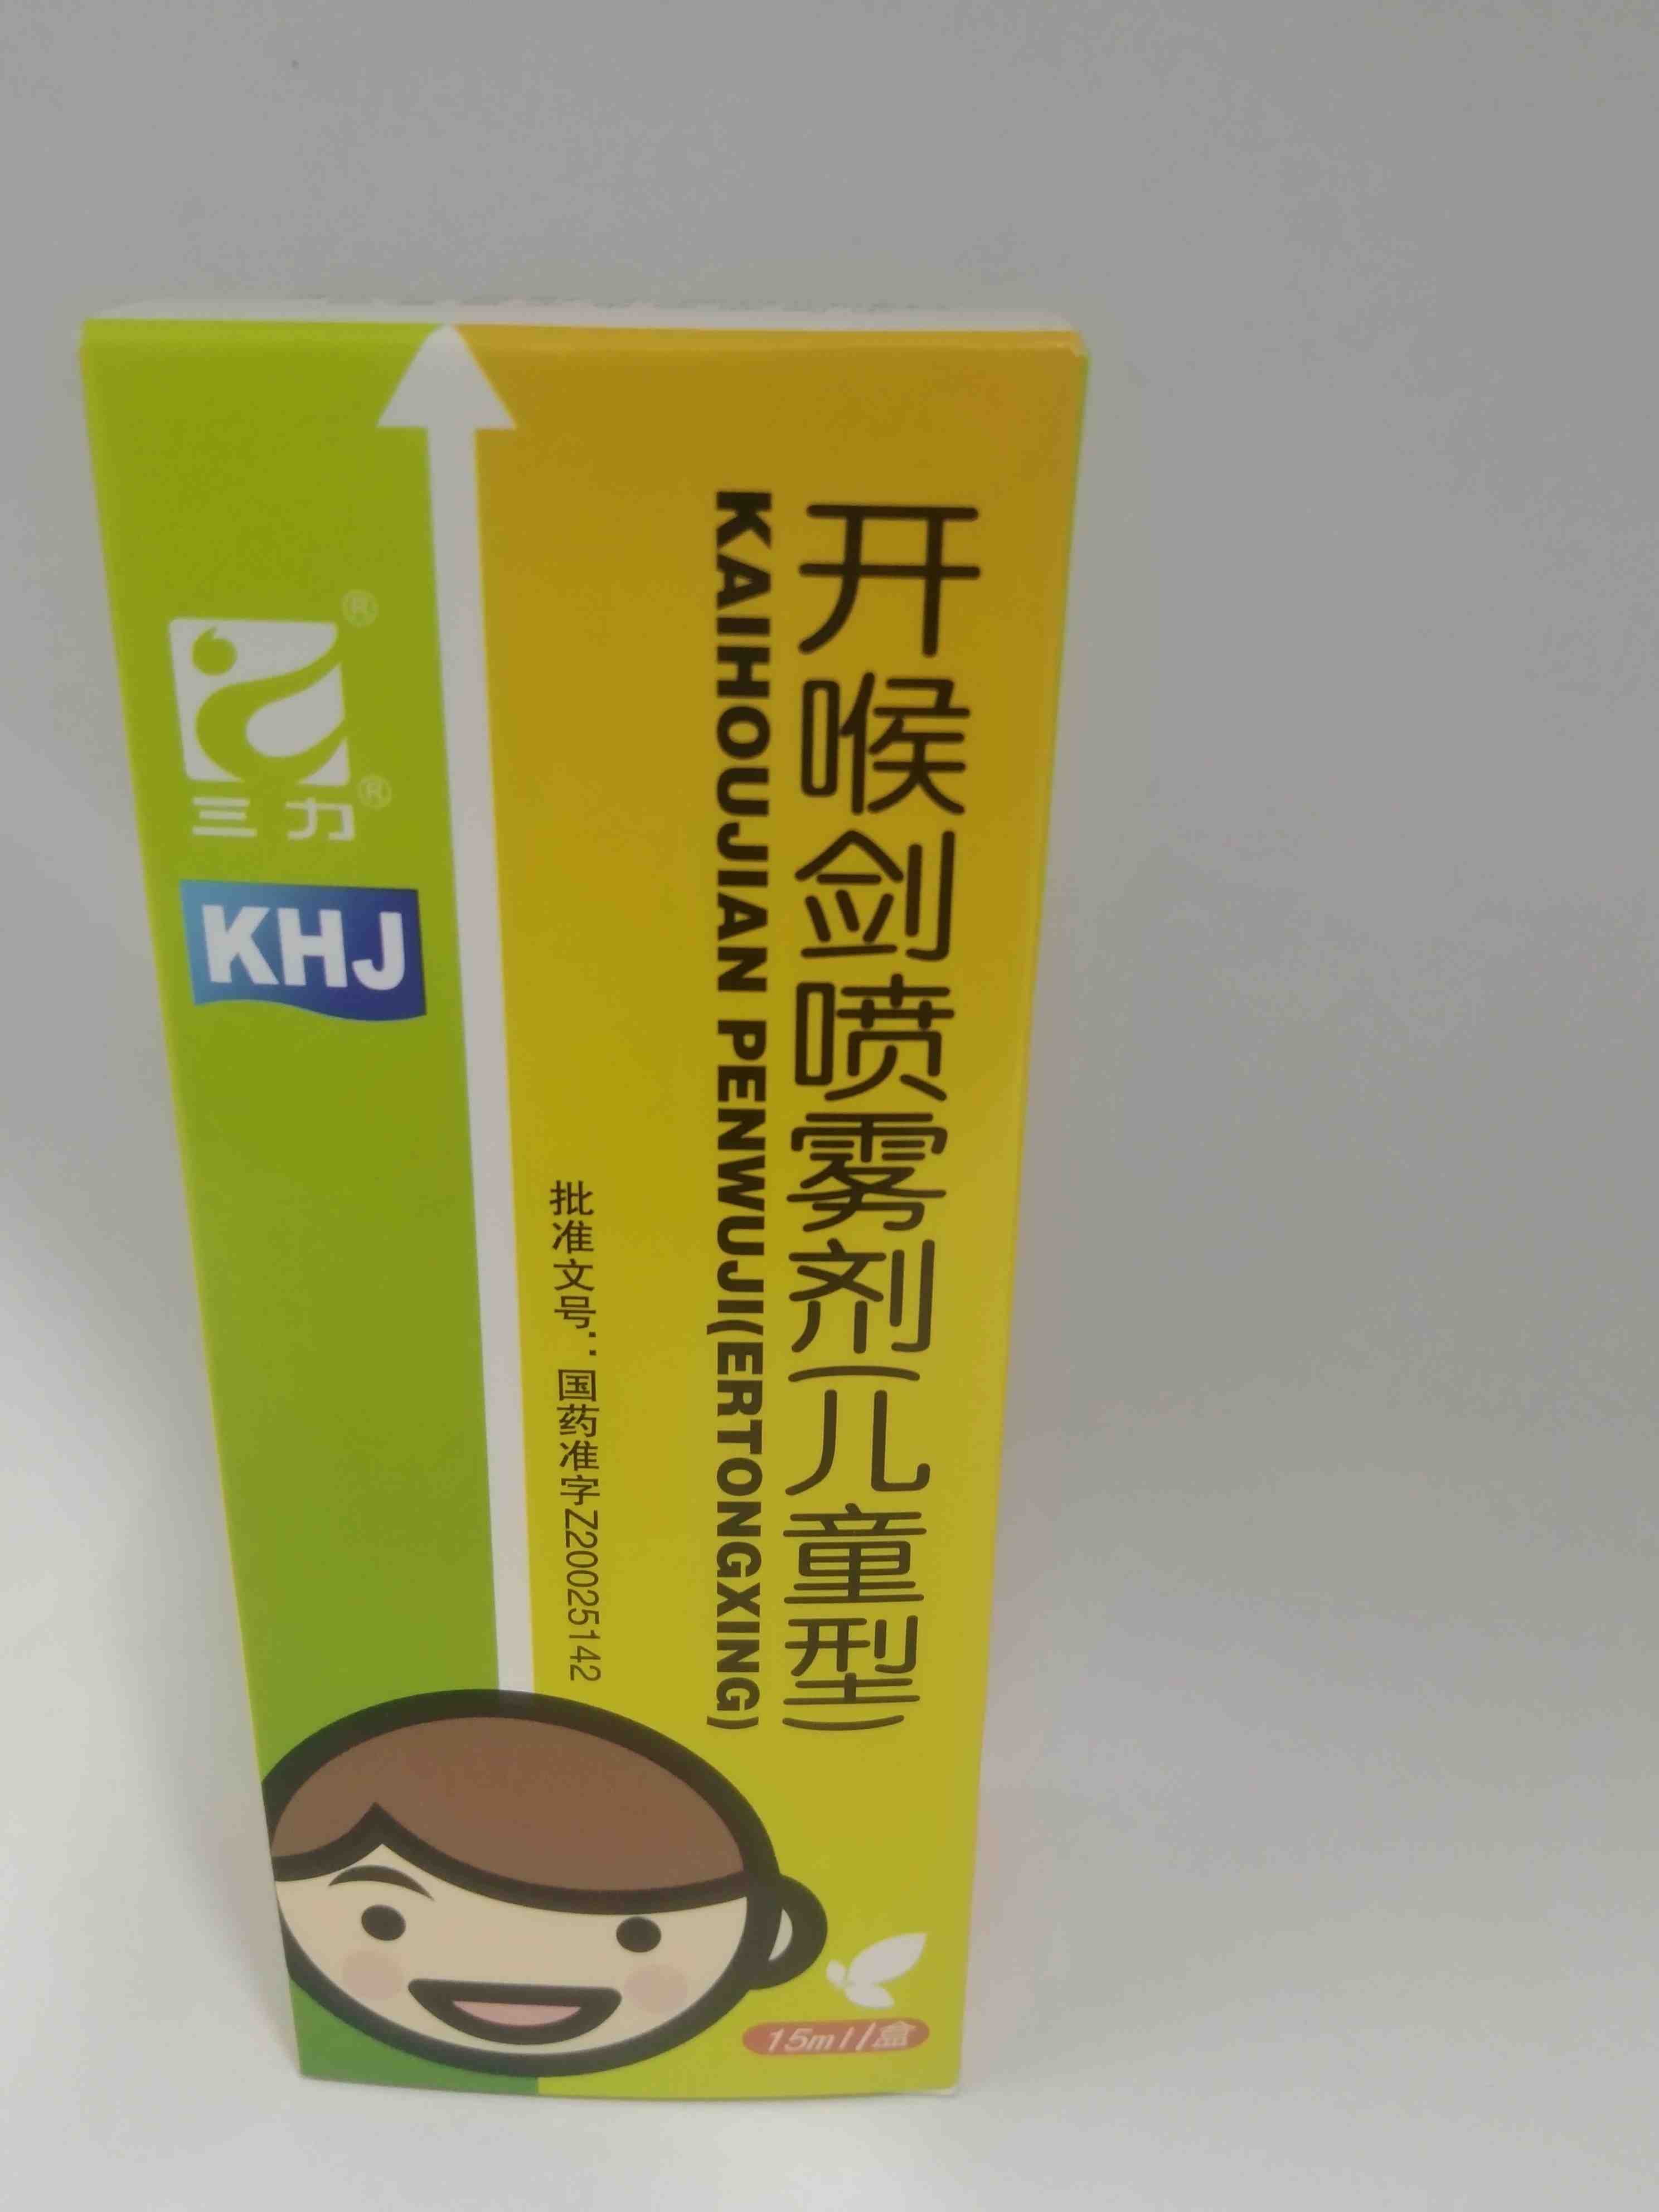 开喉剑喷雾剂(儿童型)
KAIHOUJIAN PENWUJI(ERTONGXING)
批准文号:国药准字Z20025142
®
三力®
KHJ
15ml/盒